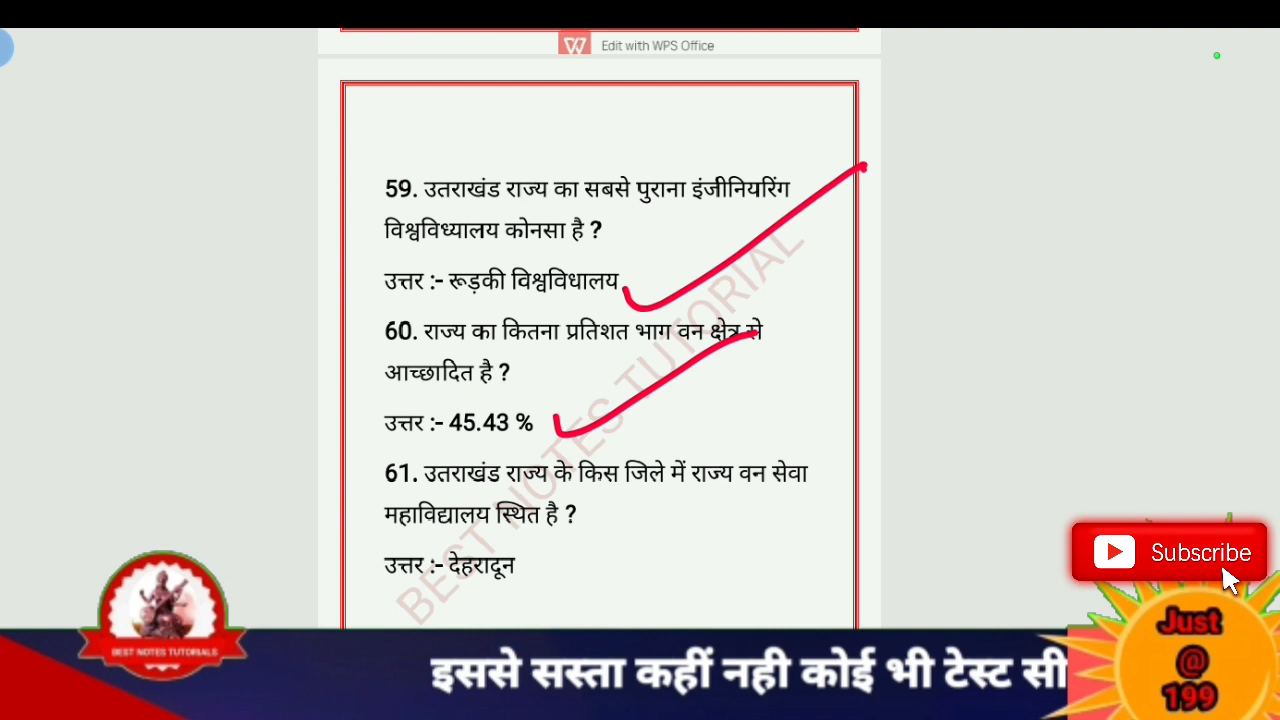 Edit with WPS Office
59. उतराखंड राज्य का सबसे पुराना इंजीनियरिंग
विश्वविध्यालय कोनसा है ?
उत्तर :- रूड़की विश्वविधालय
60. राज्य का कितना प्रतिशत भाग वन क्षेत्र से
आच्छादित है ?
उत्तर :- 45.43 %
61. उतराखंड राज्य के किस जिले में राज्य वन सेवा
महाविद्यालय स्थित है ?
उत्तर :- देहरादून
BEST NOTES TUTORIAL
Subscribe
BEST NOTES TUTORIALS
इससे सस्ता कहीं नही कोई भी टेस्ट सी
Just
@
199